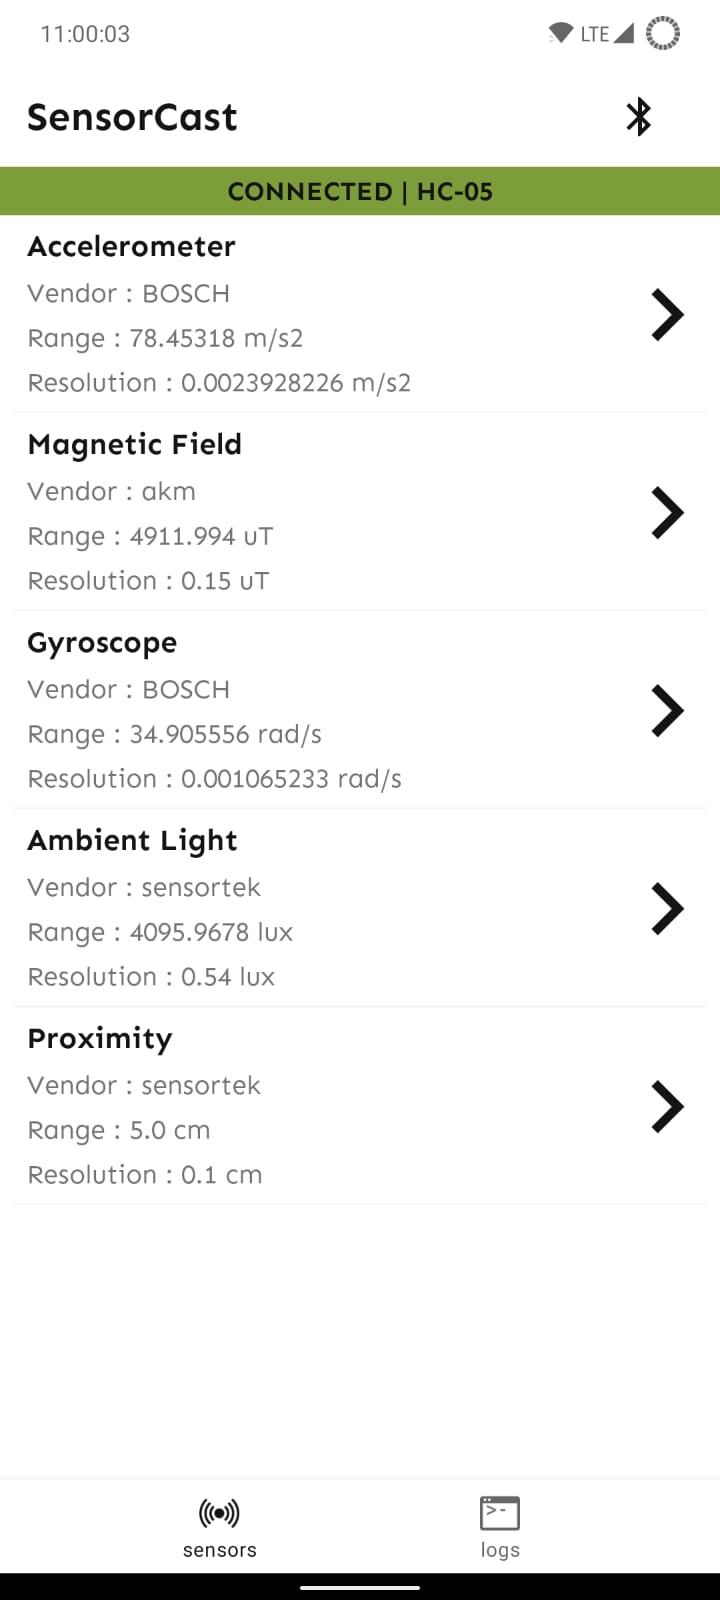 11:00:03
LTE
SensorCast
CONNECTED | HC-05
Accelerometer
Vendor : BOSCH
Range : 78.45318 m/s2
Resolution : 0.0023928226 m/s2
Magnetic Field
Vendor : akm
Range : 4911.994 uT
Resolution : 0.15 uT
Gyroscope
Vendor : BOSCH
Range : 34.905556 rad/s
Resolution : 0.001065233 rad/s
Ambient Light
Vendor : sensortek
Range : 4095.9678 lux
Resolution : 0.54 lux
Proximity
Vendor : sensortek
Range : 5.0 cm
Resolution : 0.1 cm
sensors
logs